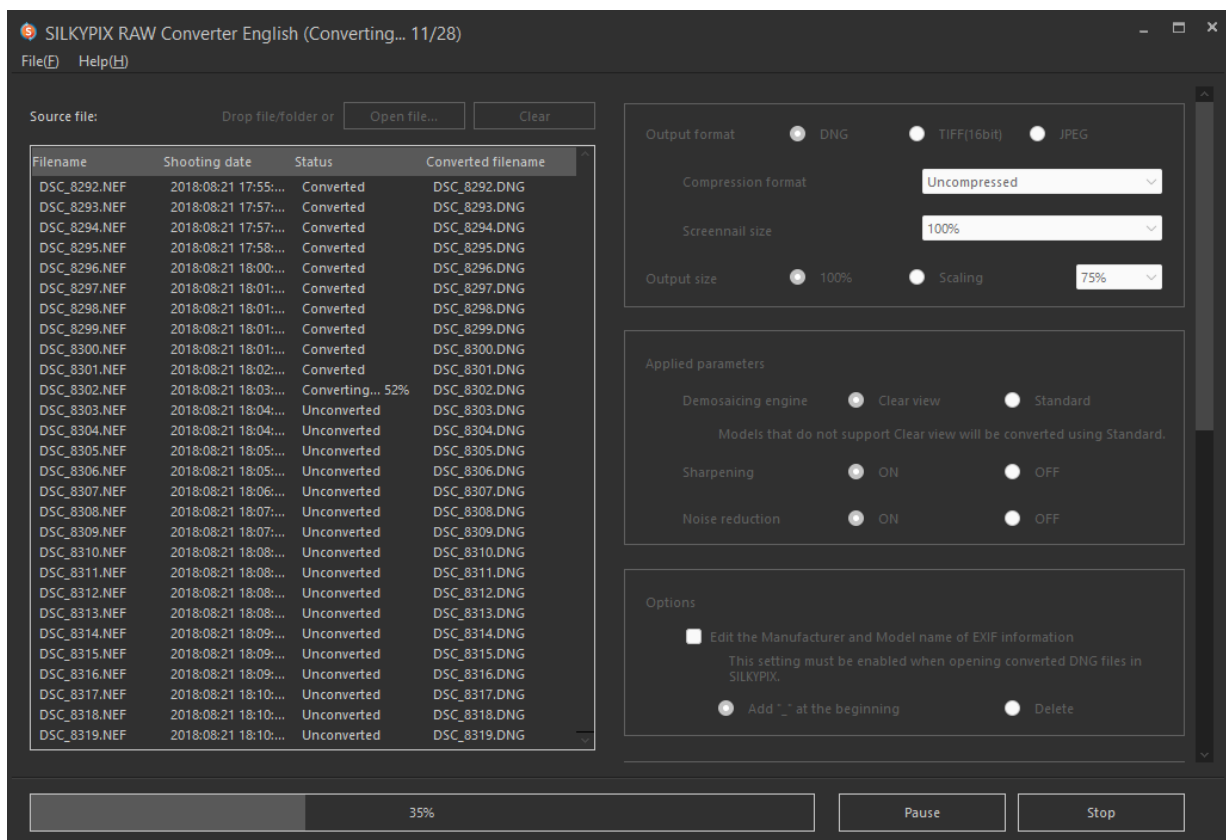 SILKYPIX RAW Converter English (Converting... 11/28)
File(F) Help(H)
Source file: Drop file/folder or Open file... Clear
Filename Shooting date Status Converted filename
DSC_8292.NEF 2018:08:21 17:55:... Converted DSC_8292.DNG
DSC_8293.NEF 2018:08:21 17:57:... Converted DSC_8293.DNG
DSC_8294.NEF 2018:08:21 17:57:... Converted DSC_8294.DNG
DSC_8295.NEF 2018:08:21 17:58:... Converted DSC_8295.DNG
DSC_8296.NEF 2018:08:21 18:00:... Converted DSC_8296.DNG
DSC_8297.NEF 2018:08:21 18:01:... Converted DSC_8297.DNG
DSC_8298.NEF 2018:08:21 18:01:... Converted DSC_8298.DNG
DSC_8299.NEF 2018:08:21 18:01:... Converted DSC_8299.DNG
DSC_8300.NEF 2018:08:21 18:01:... Converted DSC_8300.DNG
DSC_8301.NEF 2018:08:21 18:02:... Converted DSC_8301.DNG
DSC_8302.NEF 2018:08:21 18:03:... Converting... 52% DSC_8302.DNG
DSC_8303.NEF 2018:08:21 18:04:... Unconverted DSC_8303.DNG
DSC_8304.NEF 2018:08:21 18:04:... Unconverted DSC_8304.DNG
DSC_8305.NEF 2018:08:21 18:05:... Unconverted DSC_8305.DNG
DSC_8306.NEF 2018:08:21 18:05:... Unconverted DSC_8306.DNG
DSC_8307.NEF 2018:08:21 18:06:... Unconverted DSC_8307.DNG
DSC_8308.NEF 2018:08:21 18:07:... Unconverted DSC_8308.DNG
DSC_8309.NEF 2018:08:21 18:07:... Unconverted DSC_8309.DNG
DSC_8310.NEF 2018:08:21 18:08:... Unconverted DSC_8310.DNG
DSC_8311.NEF 2018:08:21 18:08:... Unconverted DSC_8311.DNG
DSC_8312.NEF 2018:08:21 18:08:... Unconverted DSC_8312.DNG
DSC_8313.NEF 2018:08:21 18:08:... Unconverted DSC_8313.DNG
DSC_8314.NEF 2018:08:21 18:09:... Unconverted DSC_8314.DNG
DSC_8315.NEF 2018:08:21 18:09:... Unconverted DSC_8315.DNG
DSC_8316.NEF 2018:08:21 18:09:... Unconverted DSC_8316.DNG
DSC_8317.NEF 2018:08:21 18:10:... Unconverted DSC_8317.DNG
DSC_8318.NEF 2018:08:21 18:10:... Unconverted DSC_8318.DNG
DSC_8319.NEF 2018:08:21 18:10:... Unconverted DSC_8319.DNG
Output format DNG TIFF(16bit) JPEG
Compression format Uncompressed
Screennail size 100%
Output size 100% Scaling 75%
Applied parameters
Demosaicing engine Clear view Standard
Models that do not support Clear view will be converted using Standard.
Sharpening ON OFF
Noise reduction ON OFF
Options
Edit the Manufacturer and Model name of EXIF information
This setting must be enabled when opening converted DNG files in
SILKYPIX.
Add "_" at the beginning Delete
35% Pause Stop